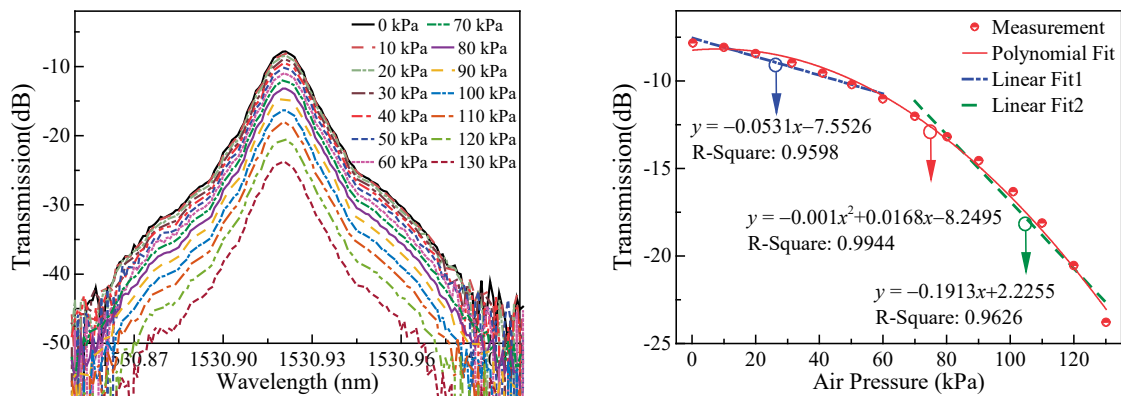 0 kPa
10 kPa
20 kPa
30 kPa
40 kPa
50 kPa
60 kPa
70 kPa
80 kPa
90 kPa
100 kPa
110 kPa
120 kPa
130 kPa
Transmission(dB)
-10
-20
-30
-40
-50
1530.87
1530.90
1530.93
1530.96
Wavelength (nm)
Measurement
Polynomial Fit
Linear Fit1
Linear Fit2
y = −0.0531x−7.5526
R-Square: 0.9598
y = −0.001x²+0.0168x−8.2495
R-Square: 0.9944
y = −0.1913x+2.2255
R-Square: 0.9626
Transmission(dB)
-10
-15
-20
-25
0
20
40
60
80
100
120
Air Pressure (kPa)